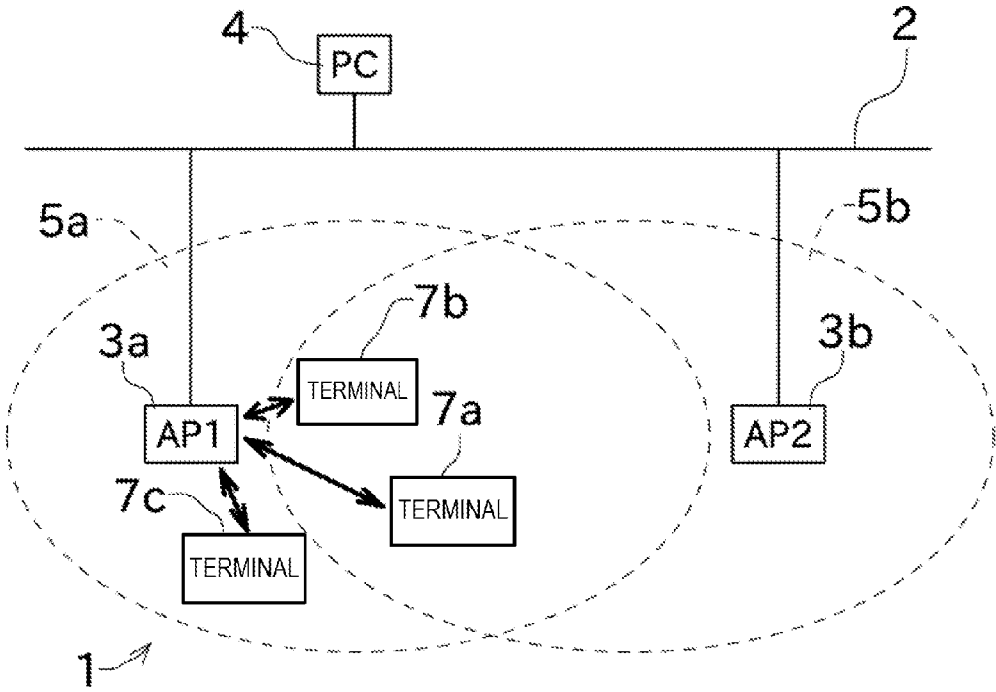 4
2
PC
5a
5b
7b
3a
3b
TERMINAL
7a
AP1
AP2
7c
TERMINAL
TERMINAL
1